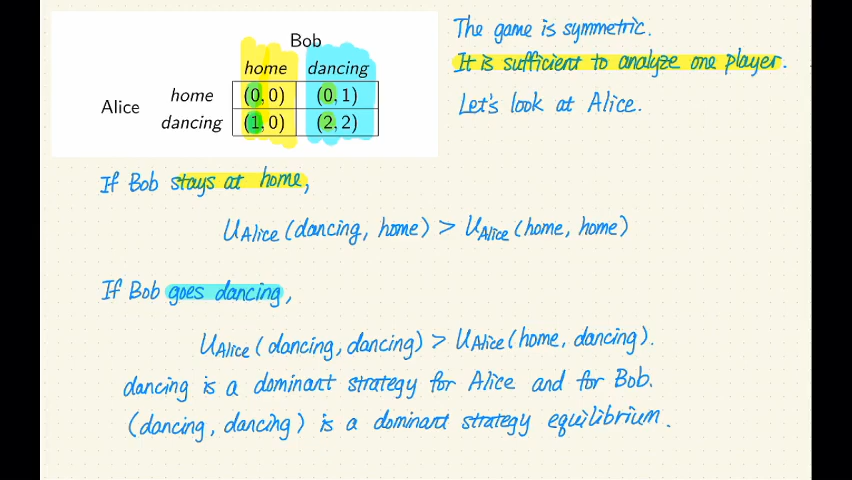 Bob
home dancing
Alice home (0, 0) (0, 1)
dancing (1, 0) (2, 2)
The game is symmetric.
It is sufficient to analyze one player.
Let's look at Alice.
If Bob stays at home,
UAlice (dancing, home) > UAlice (home, home)
If Bob goes dancing,
UAlice (dancing, dancing) > UAlice (home, dancing).
dancing is a dominant strategy for Alice and for Bob.
(dancing, dancing) is a dominant strategy equilibrium.